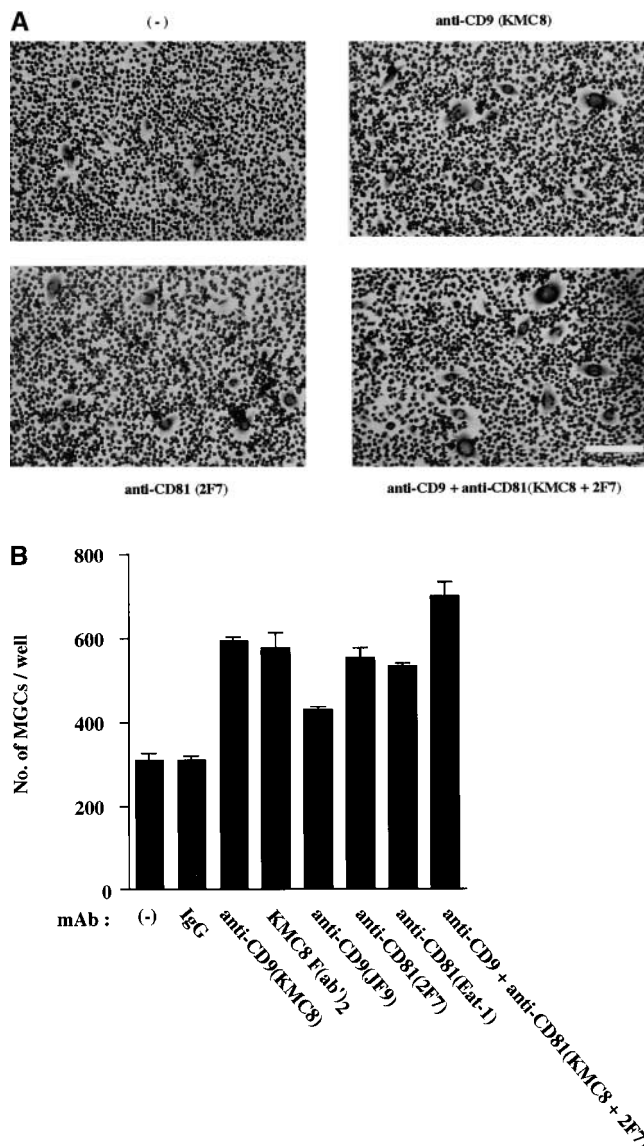 A
(-)
anti-CD9 (KMC8)
anti-CD81 (2F7)
anti-CD9 + anti-CD81(KMC8 + 2F7)
B
No. of MGCs / well
800
600
400
200
0
mAb :
(-)
IgG
anti-CD9(KMC8)
KMC8 F(ab')2
anti-CD9(JF9)
anti-CD81(2F7)
anti-CD81(Eat-1)
anti-CD9 + anti-CD81(KMC8 + 2F7